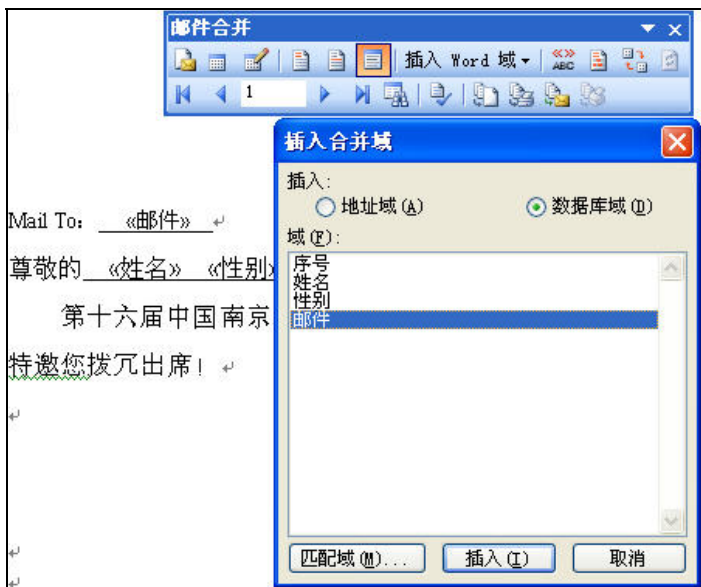 邮件合并
插入 Word 域
ABC
1
插入合并域
插入:
地址域(A)
数据库域(D)
域(F):
序号
姓名
性别
邮件
匹配域(M)...
插入(I)
取消
Mail To: «邮件»
尊敬的 «姓名» «性别»
第十六届中国南京
特邀您拨冗出席!